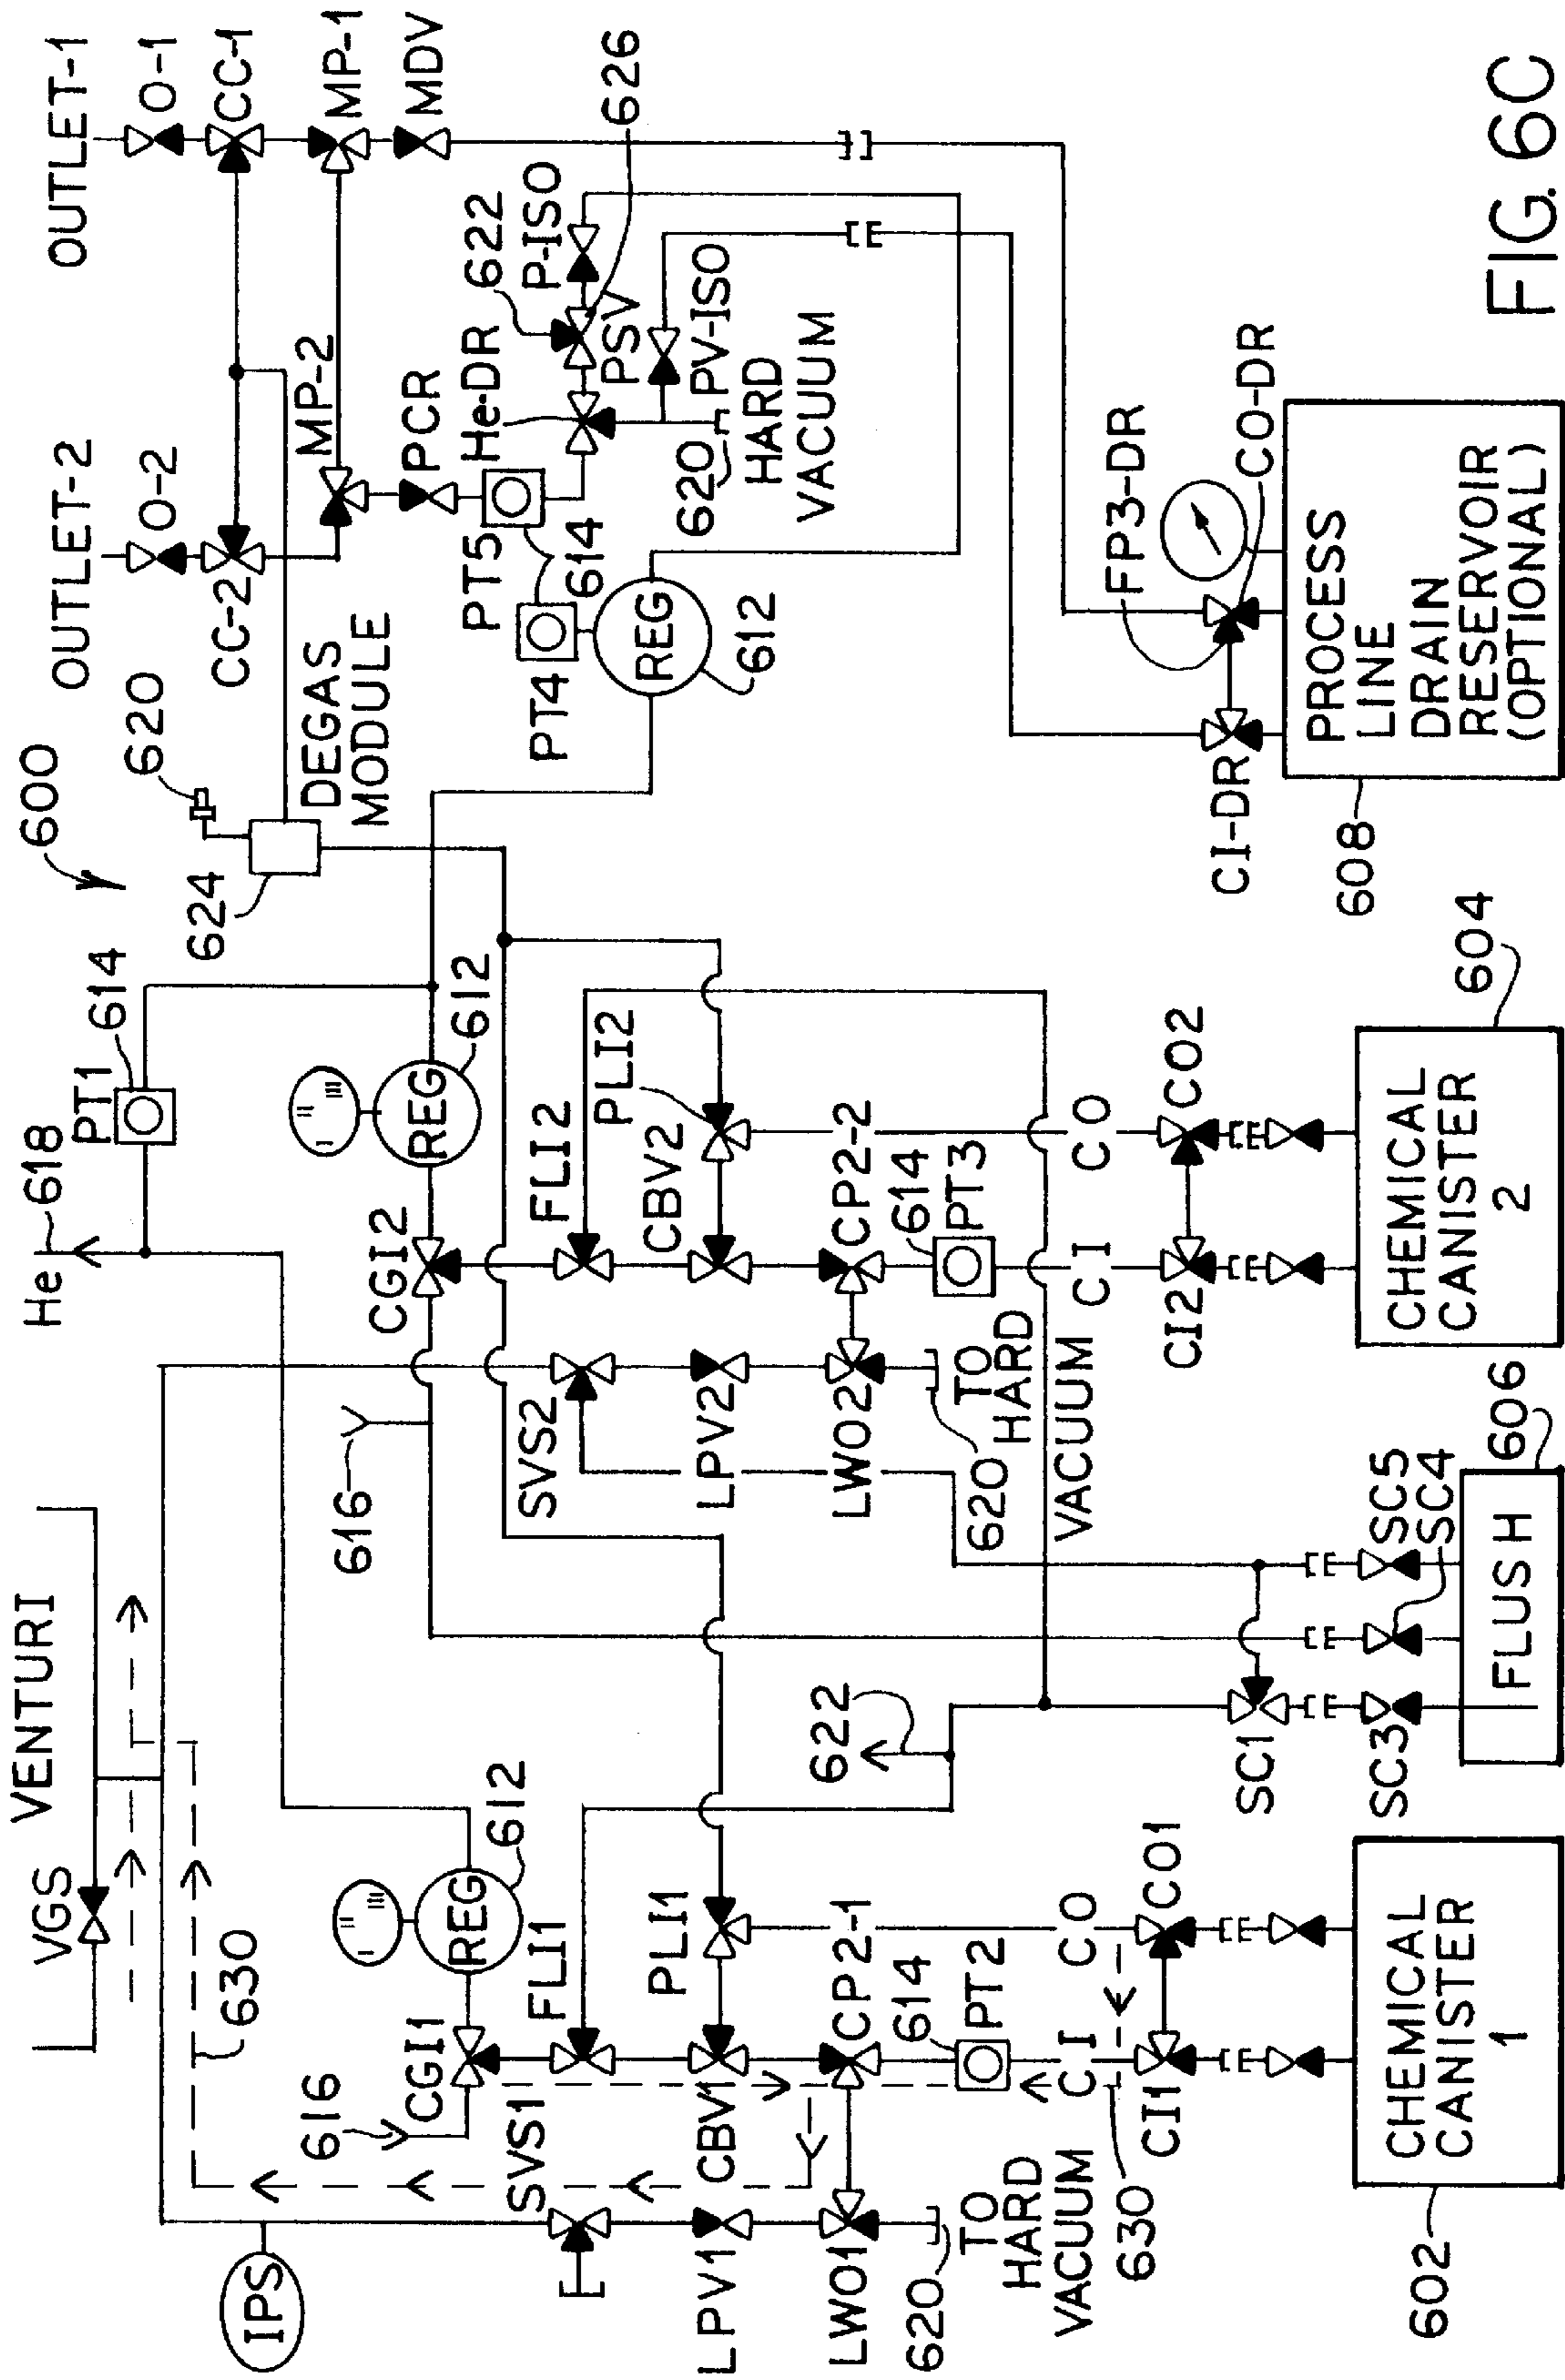 600
OUTLET-2
OUTLET-1
O-2
O-1
CC-2
CC-1
MP-2
MP-1
MDV
620
624
DEGAS
MODULE
PCR
He-DR
622
P-ISO
626
PSV
PV-ISO
620
HARD
VACUUM
PT5
614
PT4
REG
612
FP3-DR
CO-DR
CI-DR
PROCESS
LINE
DRAIN
RESERVOIR
(OPTIONAL)
608
FIG. 6C
He
618
PT1
614
REG
612
CGI2
FLI2
PLI2
CBV2
CP2-2
614
PT3
CI
CO
CO2
CI2
CHEMICAL
CANISTER
2
604
616
SVS2
LPV2
LWO2
620
TO
HARD
VACUUM
VENTURI
VGS
630
IPS
616
CGI1
REG
612
FLI1
SVS1
PLI1
CBV1
CP2-1
LPV1
LWO1
620
TO
HARD
VACUUM
630
614
PT2
CI
CO
CO1
CI1
CHEMICAL
CANISTER
1
602
622
SC1
SC3
SC5
SC4
606
FLUSH